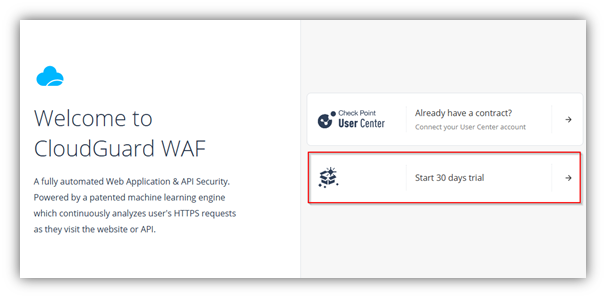 Welcome to
CloudGuard WAF
A fully automated Web Application & API Security.
Powered by a patented machine learning engine
which continuously analyzes user's HTTPS requests
as they visit the website or API.
Check Point
User Center
Already have a contract?
Connect your User Center account
Start 30 days trial